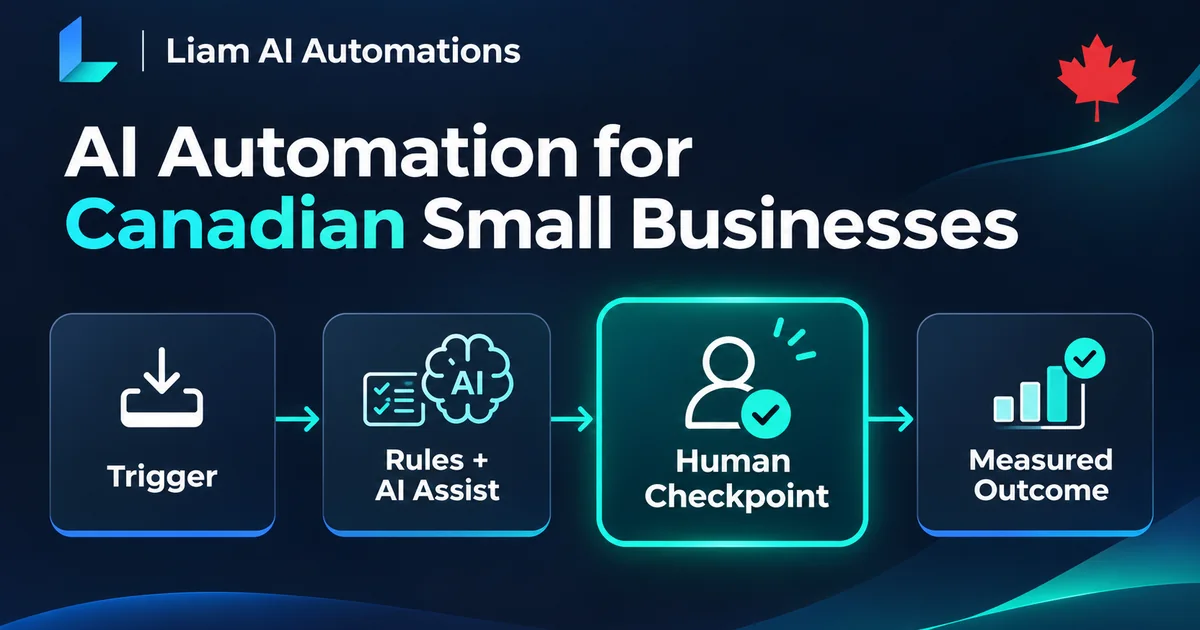 Liam AI Automations
AI Automation for
Canadian Small Businesses
Trigger
AI
Rules +
AI Assist
Human
Checkpoint
Measured
Outcome